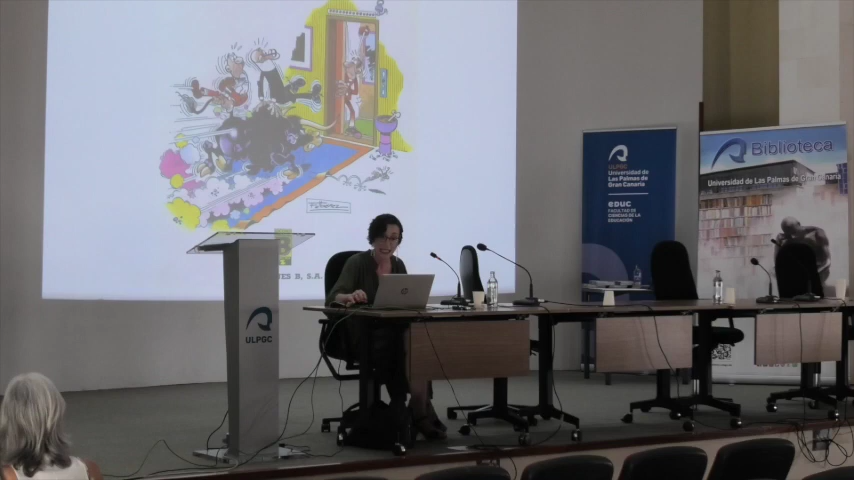 B
NES B, S.A.
ULPGC
ULPGC
Universidad de
Las Palmas de
Gran Canaria
educ
FACULTAD DE
CIENCIAS DE LA
EDUCACIÓN
Biblioteca
Universidad de Las Palmas de Gran Canaria